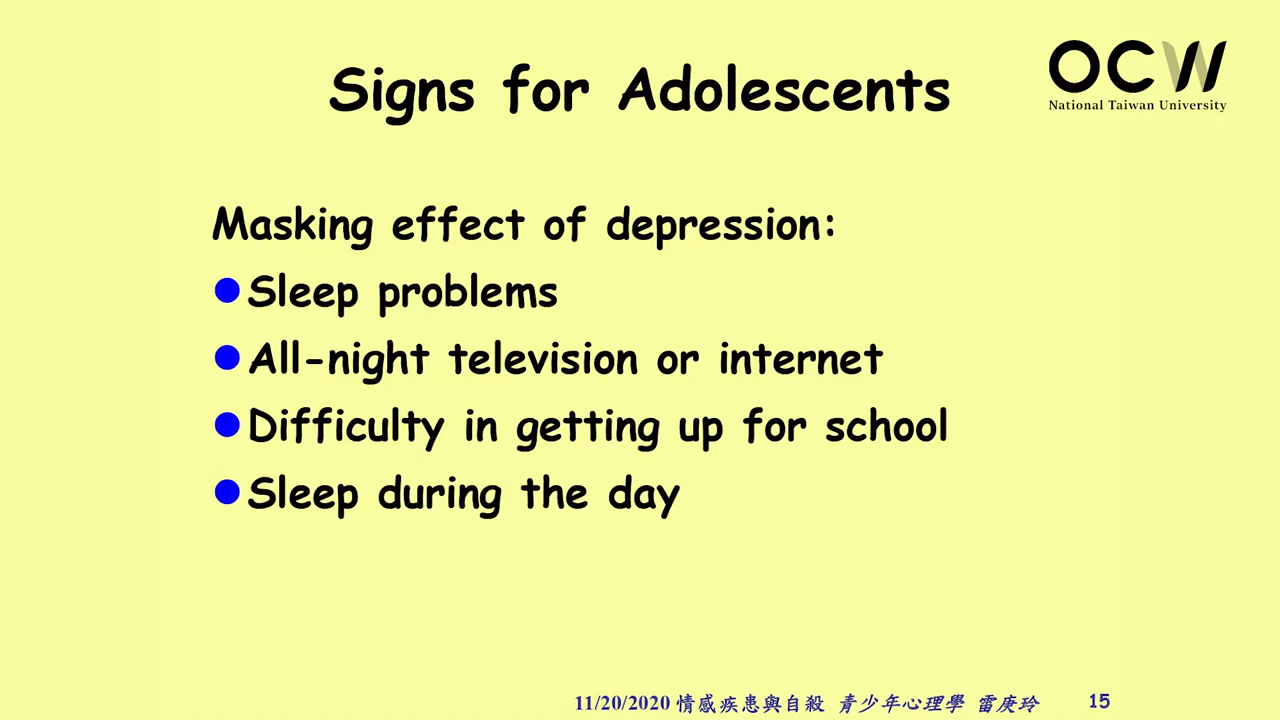 Signs for Adolescents
OCW
National Taiwan University
Masking effect of depression:
Sleep problems
All-night television or internet
Difficulty in getting up for school
Sleep during the day
11/20/2020 情感疾患與自殺 青少年心理學 雷庚玲 15